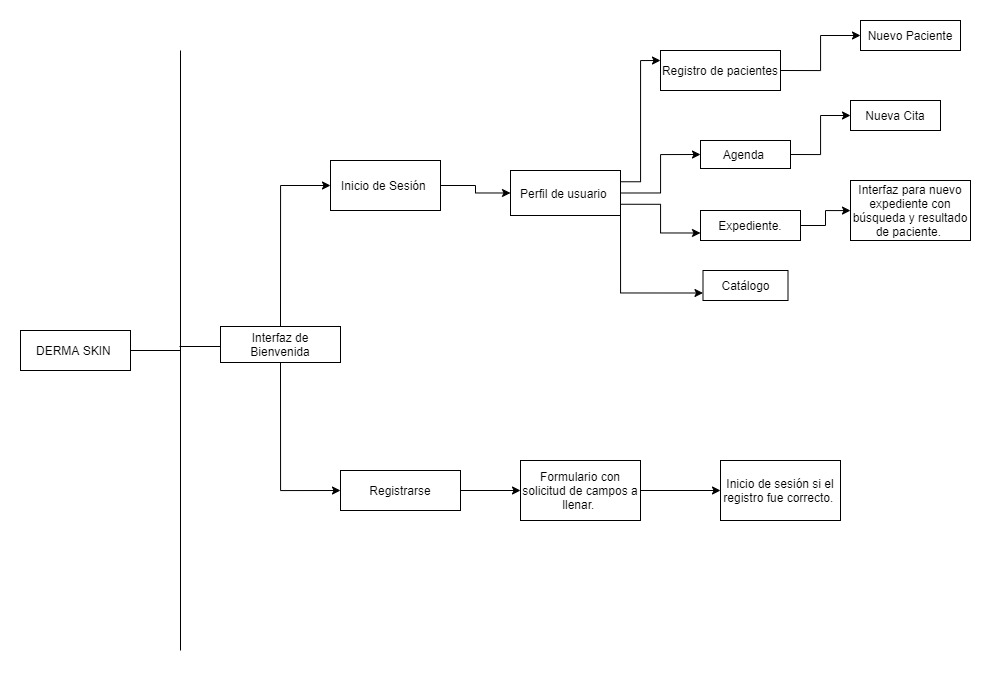 Nuevo Paciente
Registro de pacientes
Nueva Cita
Agenda
Inicio de Sesión
Perfil de usuario
Interfaz para nuevo
expediente con
búsqueda y resultado
de paciente.
Expediente.
Catálogo
DERMA SKIN
Interfaz de
Bienvenida
Registrarse
Formulario con
solicitud de campos a
llenar.
Inicio de sesión si el
registro fue correcto.